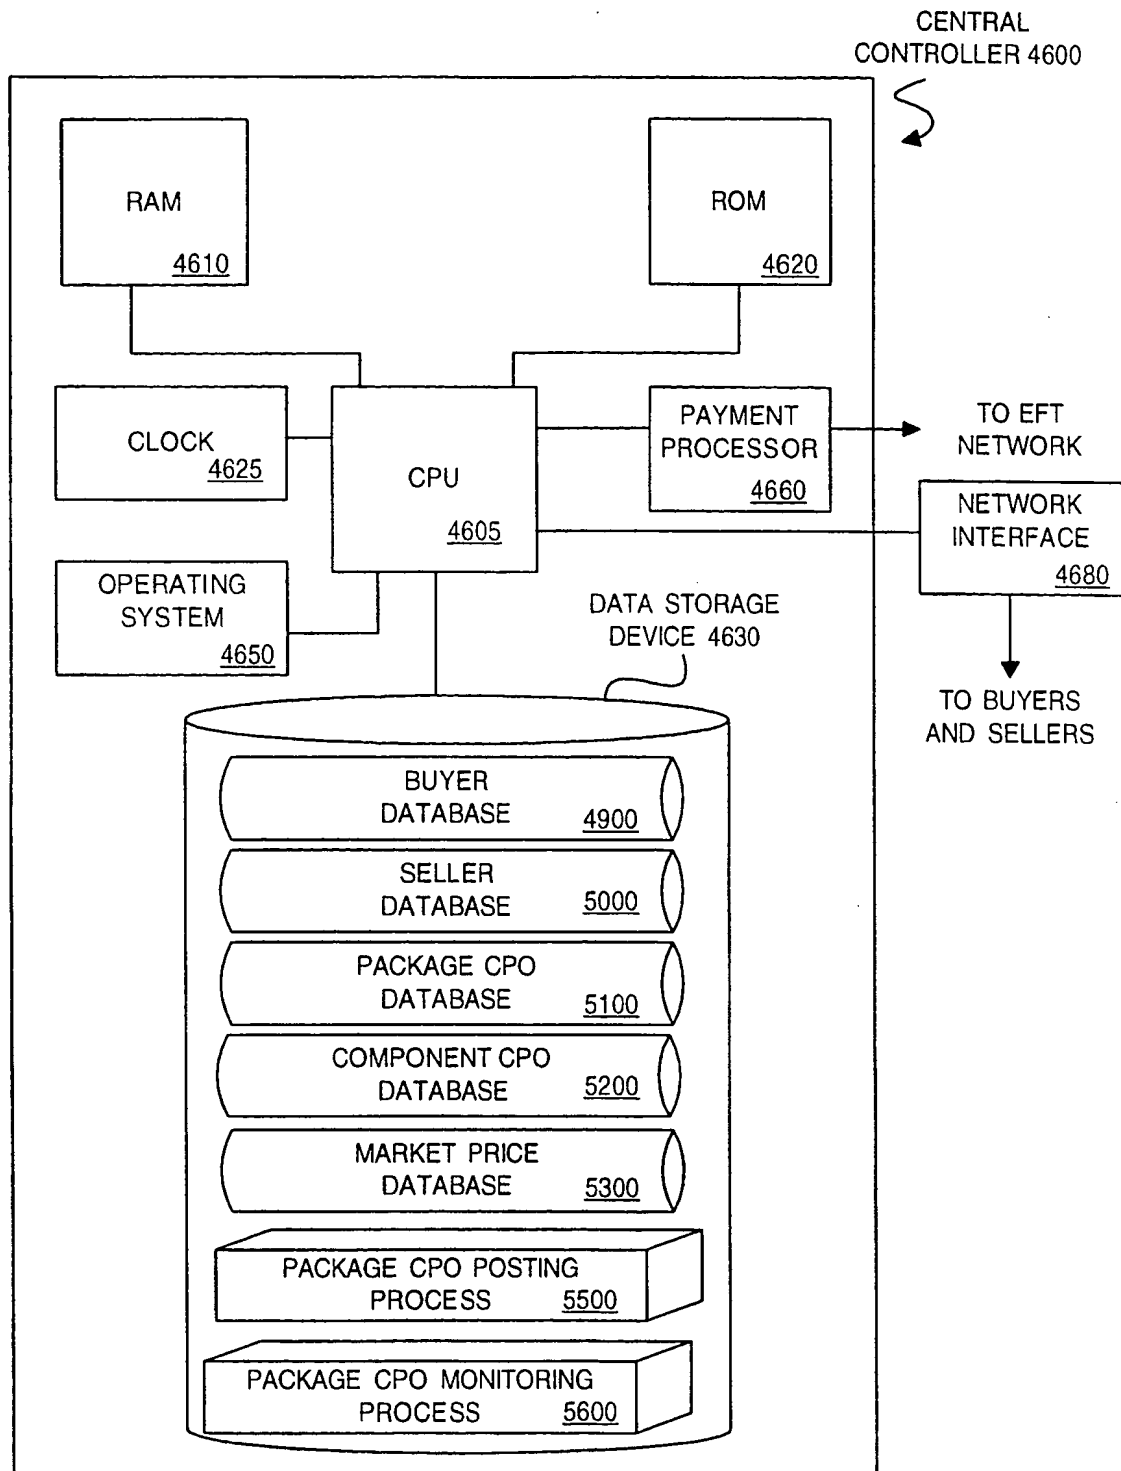 CENTRAL
CONTROLLER 4600
RAM
4610
ROM
4620
CLOCK
4625
CPU
4605
PAYMENT
PROCESSOR
4660
TO EFT
NETWORK
NETWORK
INTERFACE
4680
OPERATING
SYSTEM
4650
DATA STORAGE
DEVICE 4630
TO BUYERS
AND SELLERS
BUYER
DATABASE 4900
SELLER
DATABASE 5000
PACKAGE CPO
DATABASE 5100
COMPONENT CPO
DATABASE 5200
MARKET PRICE
DATABASE 5300
PACKAGE CPO POSTING
PROCESS 5500
PACKAGE CPO MONITORING
PROCESS 5600